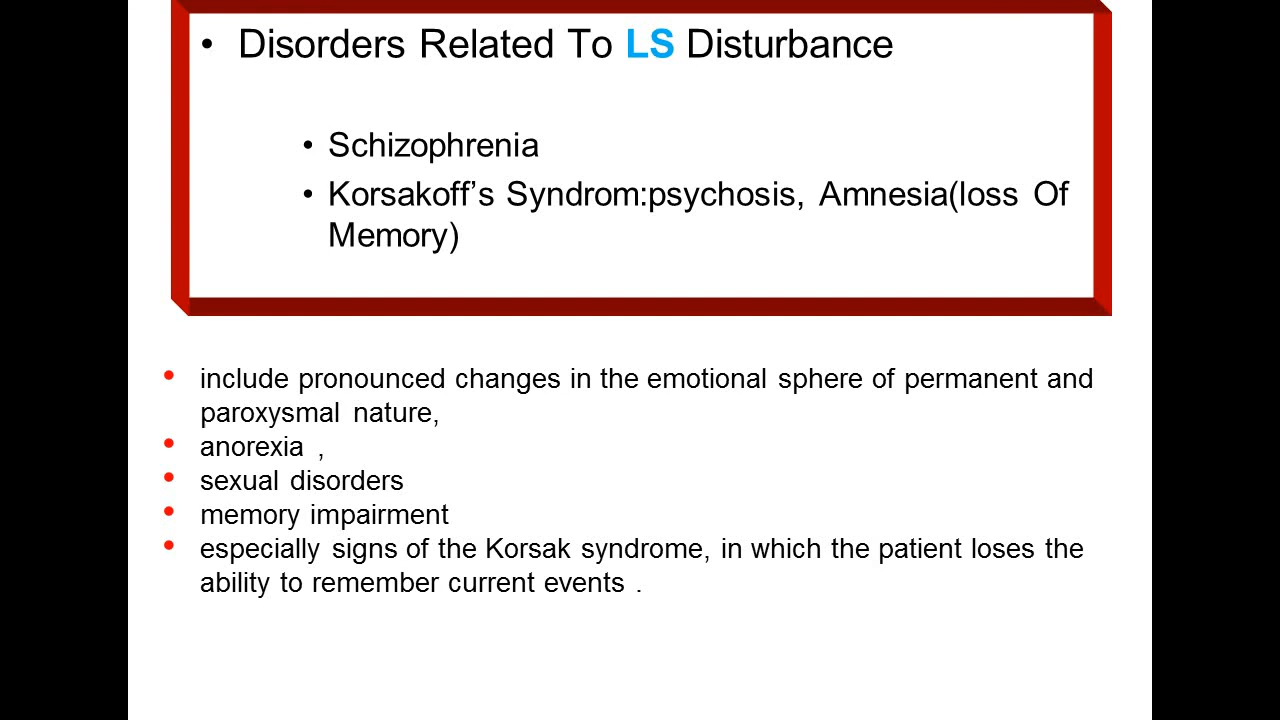 • Disorders Related To LS Disturbance
• Schizophrenia
• Korsakoff's Syndrom:psychosis, Amnesia(loss Of
Memory)
• include pronounced changes in the emotional sphere of permanent and
paroxysmal nature,
• anorexia ,
• sexual disorders
• memory impairment
• especially signs of the Korsak syndrome, in which the patient loses the
ability to remember current events .